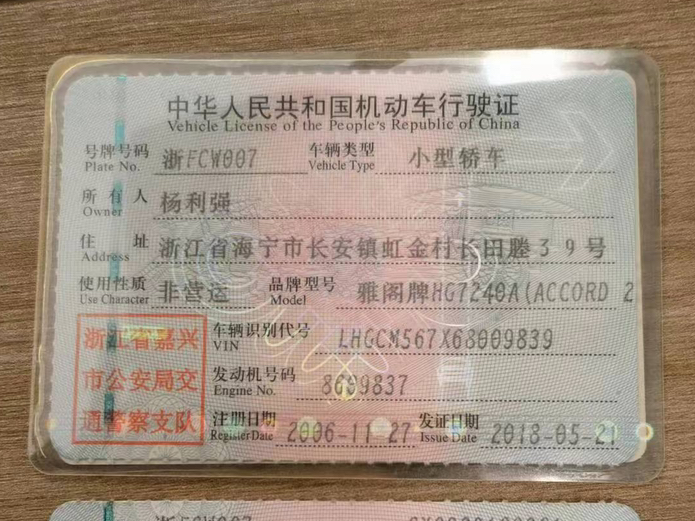 中华人民共和国机动车行驶证
Vehicle License of the People's Republic of China
号牌号码 浙FCW007 车辆类型 小型轿车
Plate No. Vehicle Type
所有人 杨利强
Owner
住址 浙江省海宁市长安镇虹金村长田塍39号
Address
使用性质 非营运 品牌型号 雅阁牌HG7240A(ACCORD 2
Use Character Model
浙江省嘉兴 车辆识别代号 LHGCM567X68009839
VIN
市公安局交 发动机号码 8609837
Engine No.
通警察支队 注册日期 2006-11-27 发证日期 2018-05-21
Register Date Issue Date